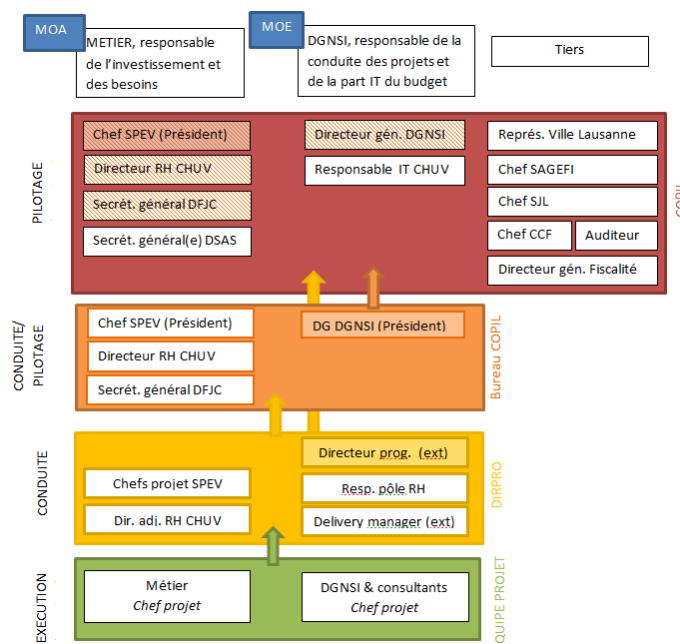 MOA
METIER, responsable
de l'investissement et
des besoins
MOE
DGNSI, responsable de la
conduite des projets et
de la part IT du budget
Tiers
PILOTAGE
Chef SPEV (Président)
Directeur RH CHUV
Secrét. général DFJC
Secrét. général(e) DSAS
Directeur gén. DGNSI
Responsable IT CHUV
Représ. Ville Lausanne
Chef SAGEFI
Chef SJL
Chef CCF
Auditeur
Directeur gén. Fiscalité
COPIL
CONDUITE/
PILOTAGE
Chef SPEV (Président)
Directeur RH CHUV
Secrét. général DFJC
DG DGNSI (Président)
Bureau COPIL
CONDUITE
Chefs projet SPEV
Dir. adj. RH CHUV
Directeur prog. (ext)
Resp. pôle RH
Delivery manager (ext)
DIRPRO
EXECUTION
Métier
Chef projet
DGNSI & consultants
Chef projet
QUIPE PROJET